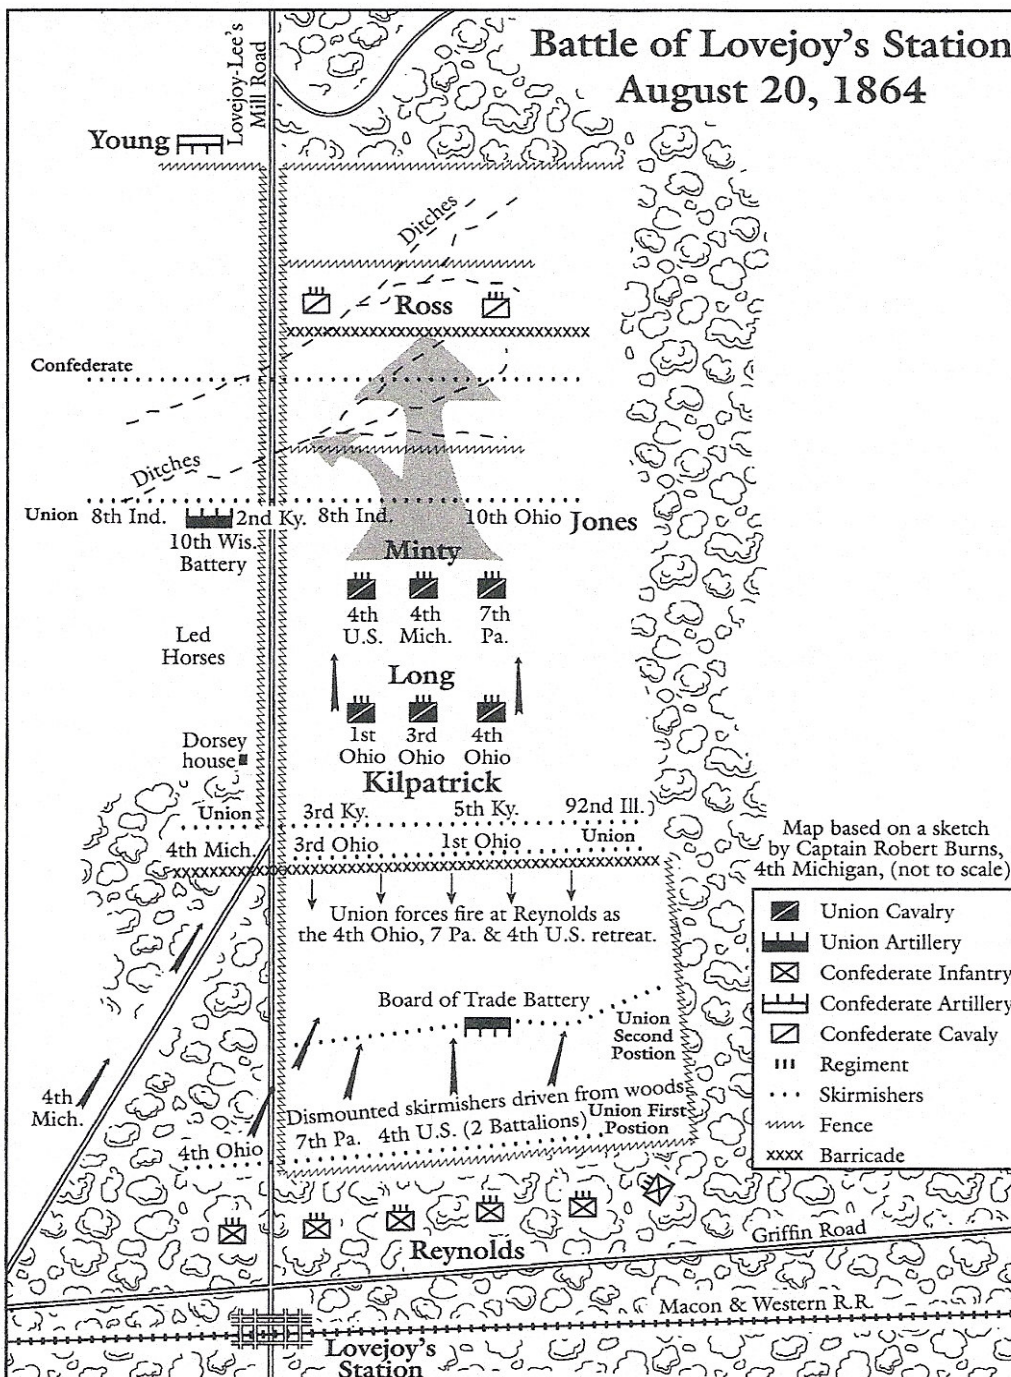 Battle of Lovejoy's Station
August 20, 1864
Lovejoy-Lee's
Mill Road
Young
Ditches
Ross
Confederate
Ditches
Union
8th Ind.
2nd Ky.
8th Ind.
10th Ohio
Jones
10th Wis.
Battery
Minty
4th
U.S.
4th
Mich.
7th
Pa.
Led
Horses
Long
1st
Ohio
3rd
Ohio
4th
Ohio
Dorsey
house
Kilpatrick
Union
3rd Ky.
5th Ky.
92nd Ill.
4th Mich.
3rd Ohio
1st Ohio
Union
Union forces fire at Reynolds as
the 4th Ohio, 7 Pa. & 4th U.S. retreat.
Board of Trade Battery
Union
Second
Postion
4th
Mich.
Dismounted skirmishers driven from woods
7th Pa.
4th U.S. (2 Battalions)
Union First
Postion
4th Ohio
Reynolds
Griffin Road
Macon & Western R.R.
Lovejoy's
Station
Map based on a sketch
by Captain Robert Burns,
4th Michigan, (not to scale)
Union Cavalry
Union Artillery
Confederate Infantry
Confederate Artillery
Confederate Cavaly
Regiment
Skirmishers
Fence
Barricade